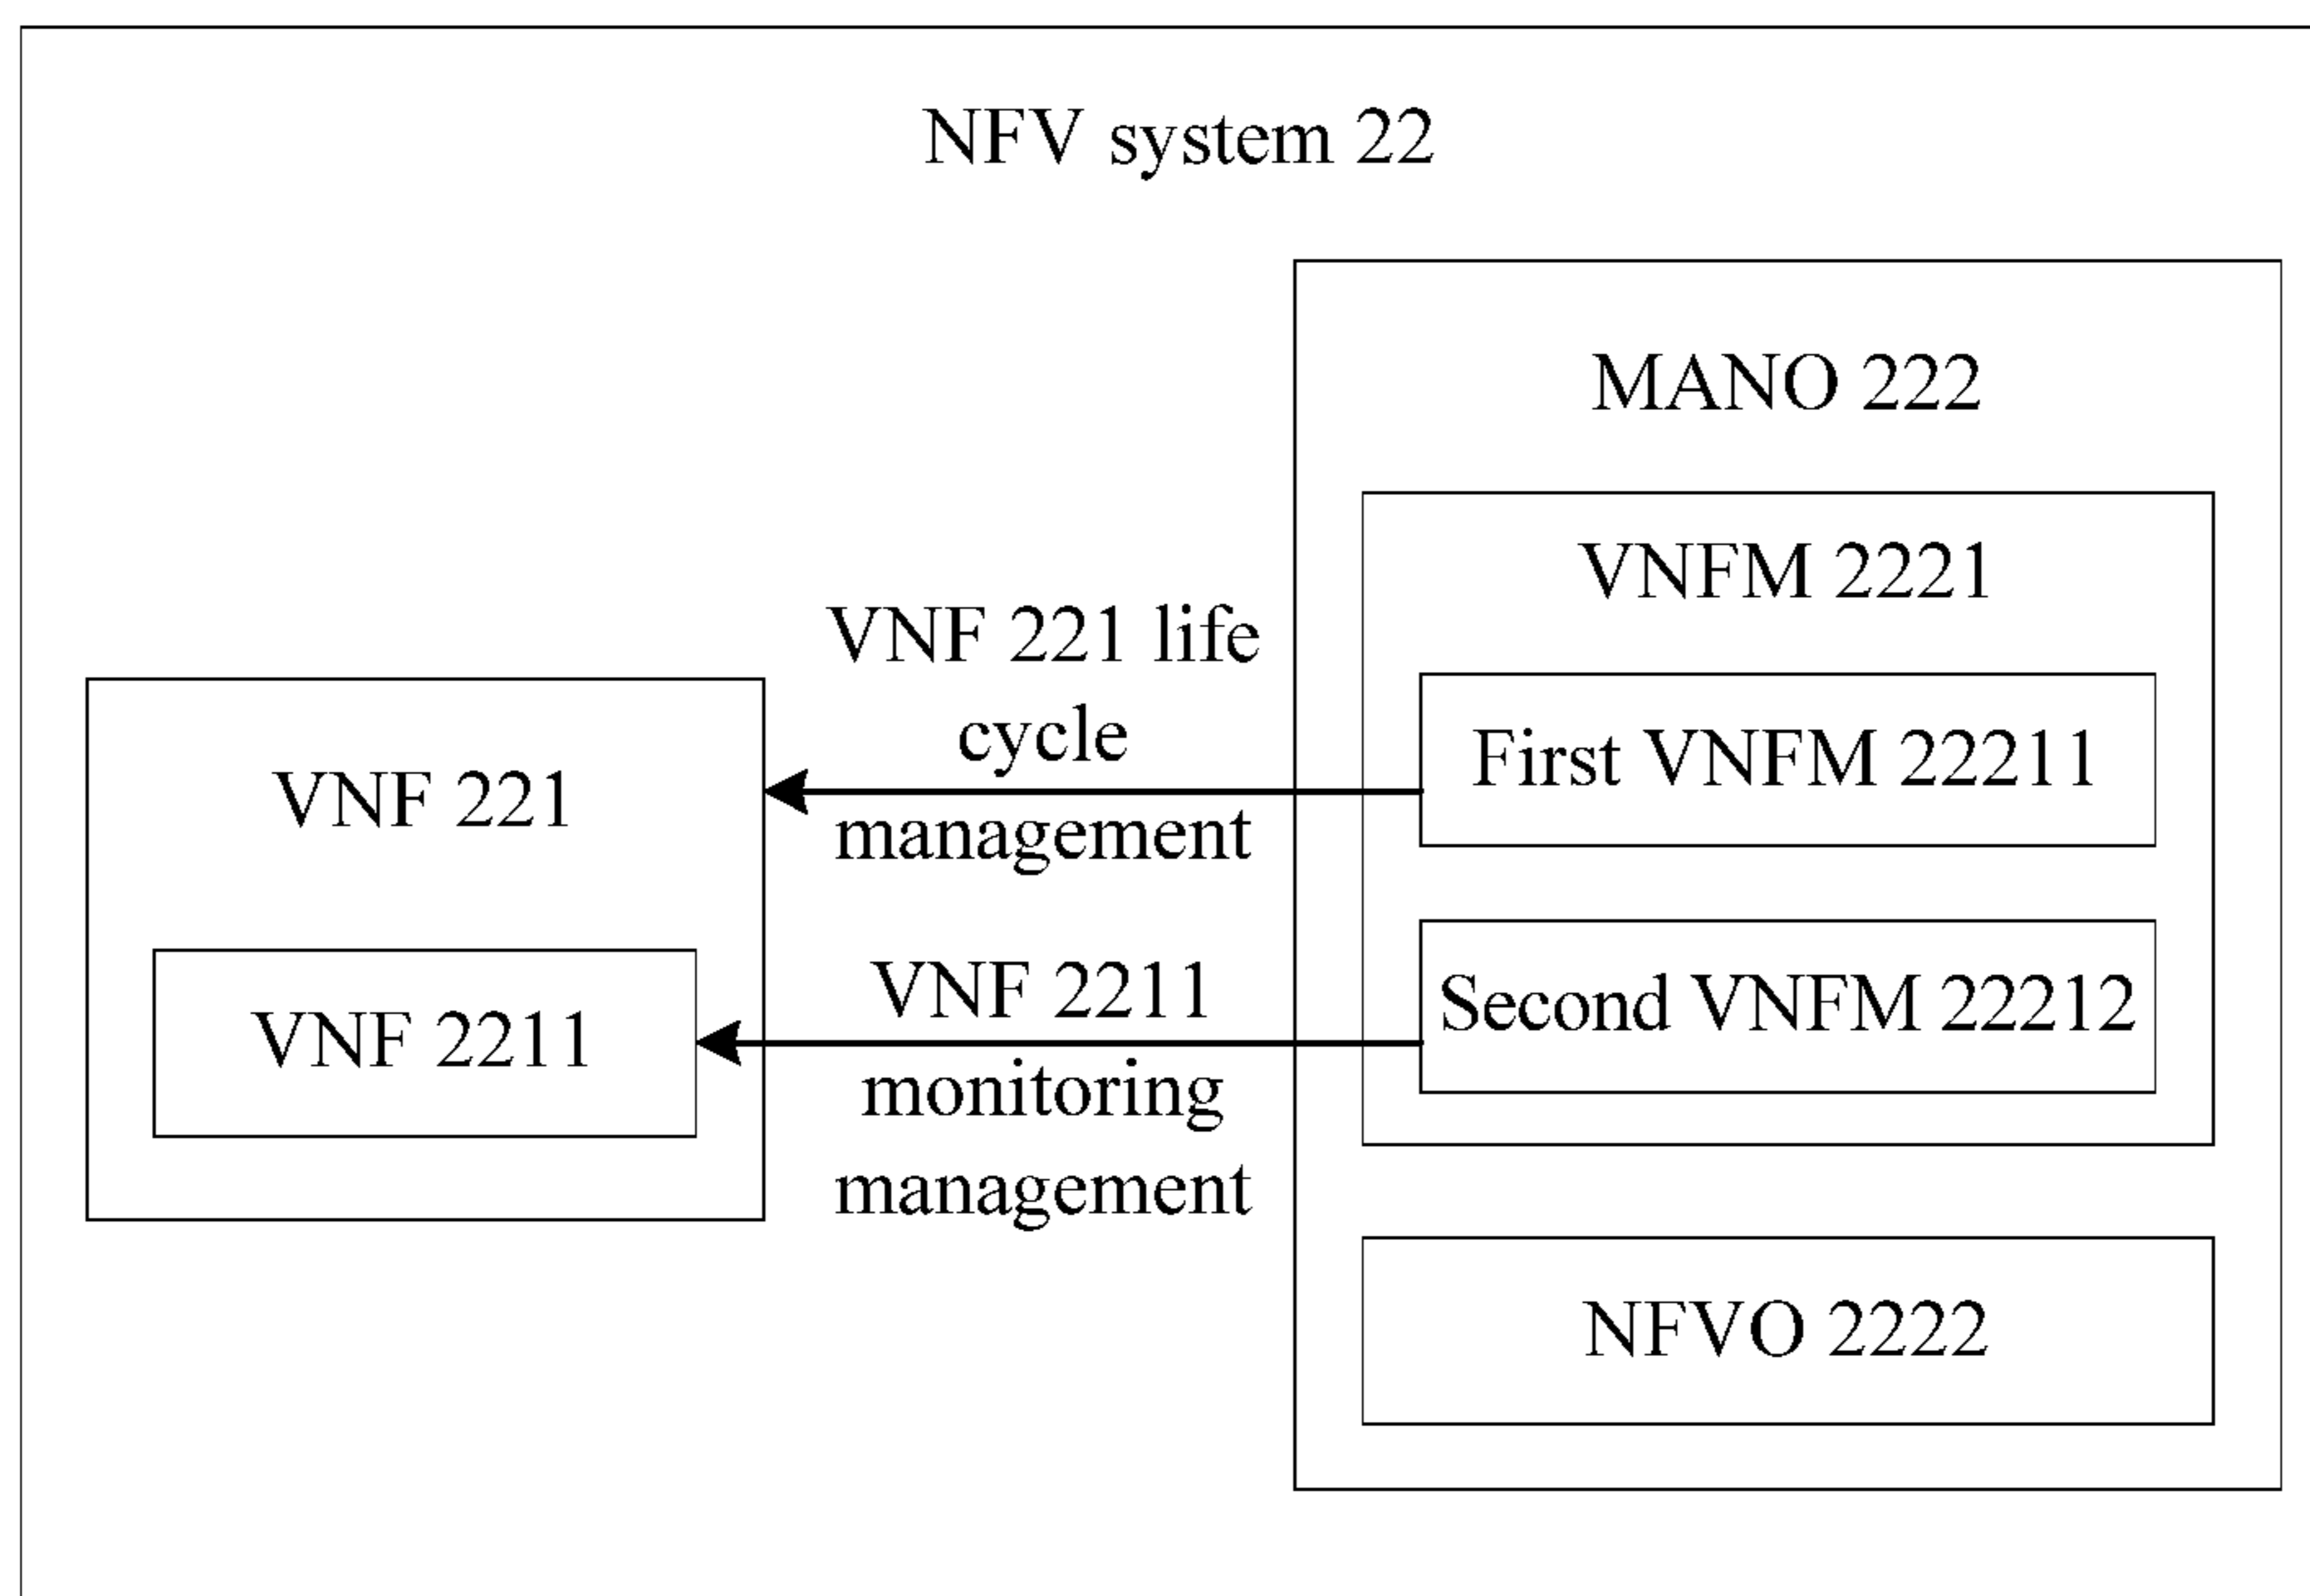 NFV system 22
MANO 222
VNFM 2221
First VNFM 22211
Second VNFM 22212
NFVO 2222
VNF 221 life
cycle
management
VNF 2211
monitoring
management
VNF 221
VNF 2211